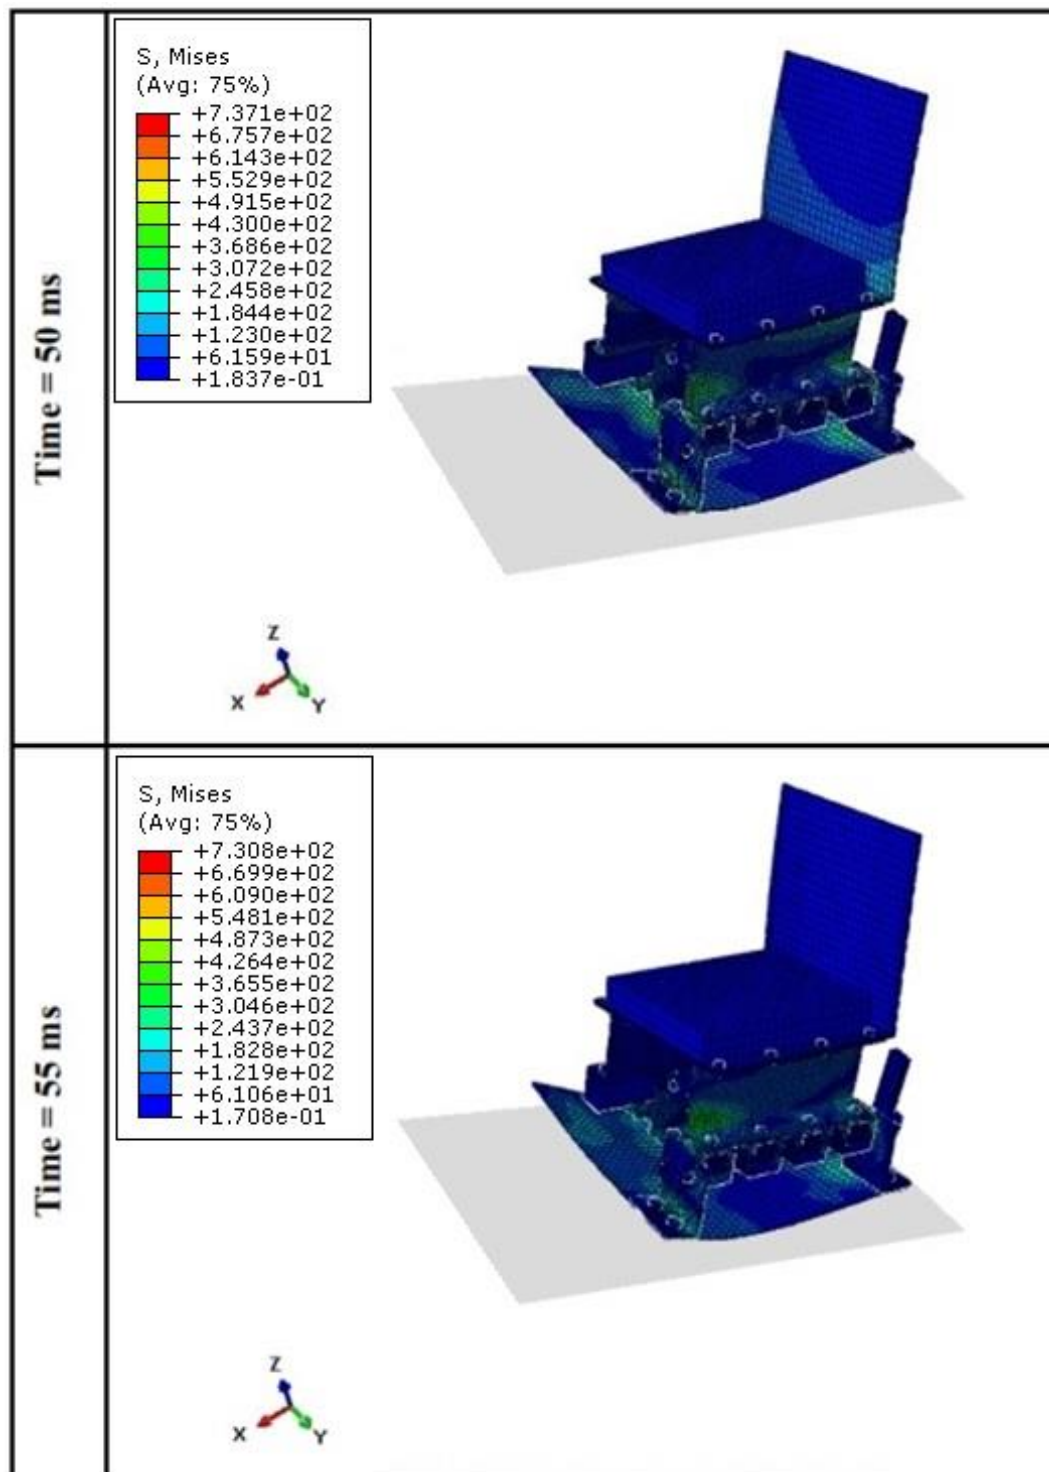 Time = 50 ms
S, Mises
(Avg: 75%)
+7.371e+02
+6.757e+02
+6.143e+02
+5.529e+02
+4.915e+02
+4.300e+02
+3.686e+02
+3.072e+02
+2.458e+02
+1.844e+02
+1.230e+02
+6.159e+01
+1.837e-01
Z
X
Y
Time = 55 ms
S, Mises
(Avg: 75%)
+7.308e+02
+6.699e+02
+6.090e+02
+5.481e+02
+4.873e+02
+4.264e+02
+3.655e+02
+3.046e+02
+2.437e+02
+1.828e+02
+1.219e+02
+6.106e+01
+1.708e-01
Z
X
Y